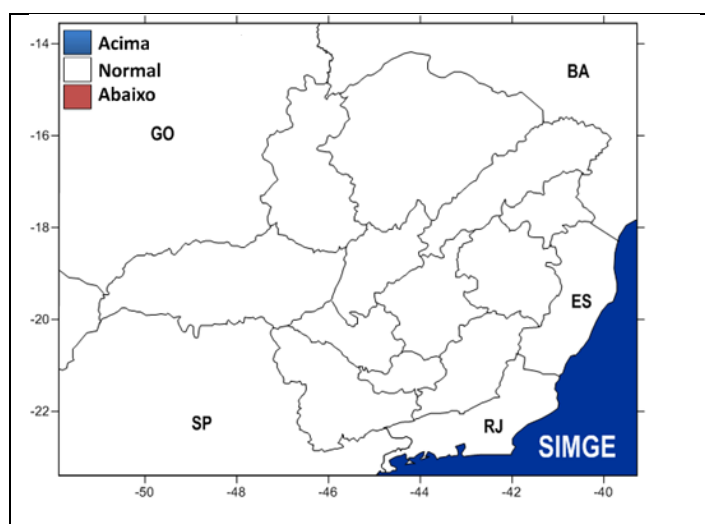 Acima
Normal
Abaixo
-14
-16
-18
-20
-22
BA
GO
ES
SP
RJ
SIMGE
-50
-48
-46
-44
-42
-40